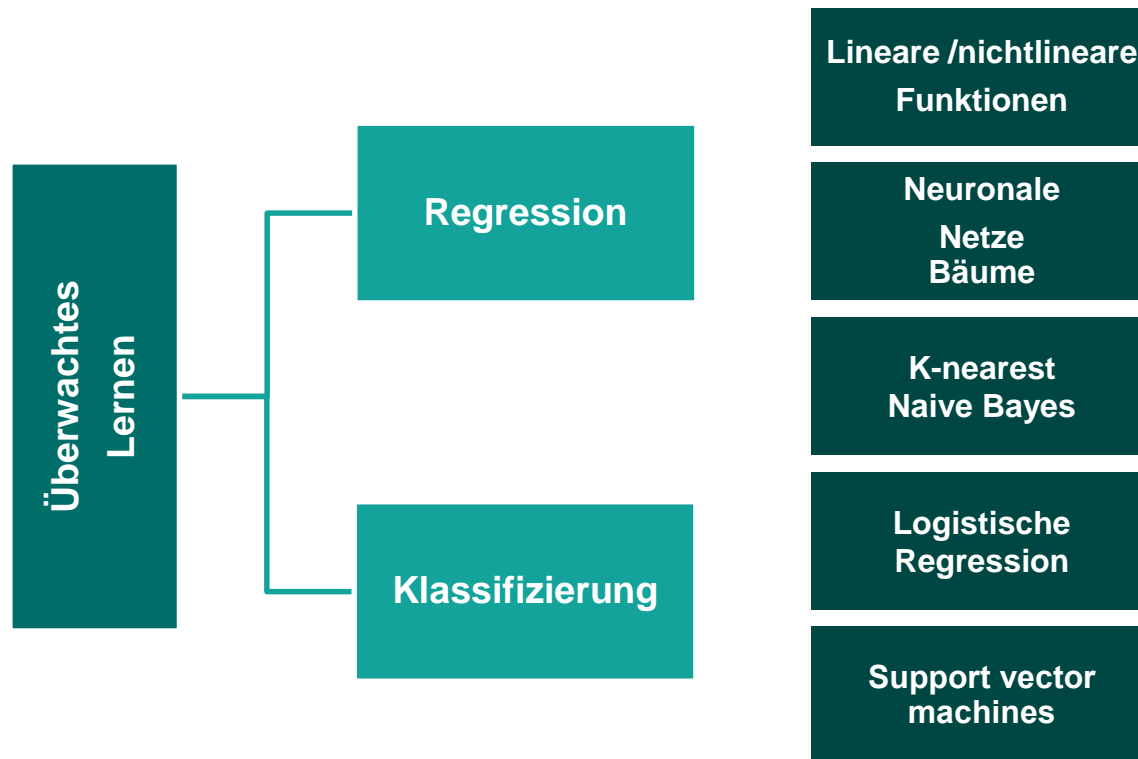 Überwachtes
Lernen
Regression
Klassifizierung
Lineare /nichtlineare
Funktionen
Neuronale
Netze
Bäume
K-nearest
Naive Bayes
Logistische
Regression
Support vector
machines